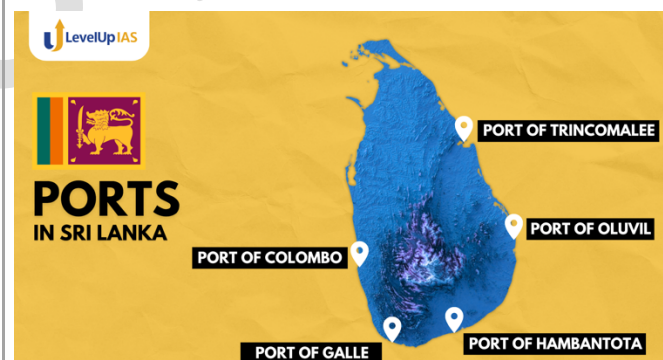 LevelUp IAS
PORTS
IN SRI LANKA
PORT OF TRINCOMALEE
PORT OF OLUVIL
PORT OF COLOMBO
PORT OF HAMBANTOTA
PORT OF GALLE